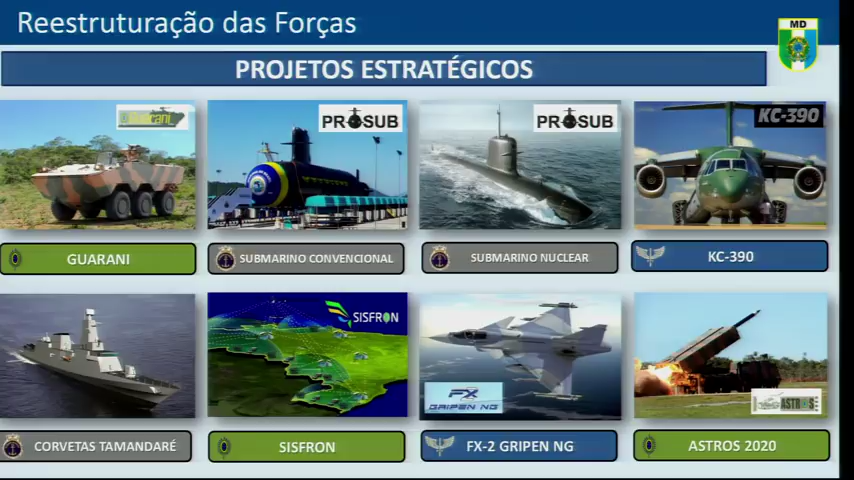 Reestruturação das Forças
MD
PROJETOS ESTRATÉGICOS
Guarani
PROSUB
PROSUB
KC-390
GUARANI
SUBMARINO CONVENCIONAL
SUBMARINO NUCLEAR
KC-390
SISFRON
FX
GRIPEN NG
ASTROS
CORVETAS TAMANDARÉ
SISFRON
FX-2 GRIPEN NG
ASTROS 2020